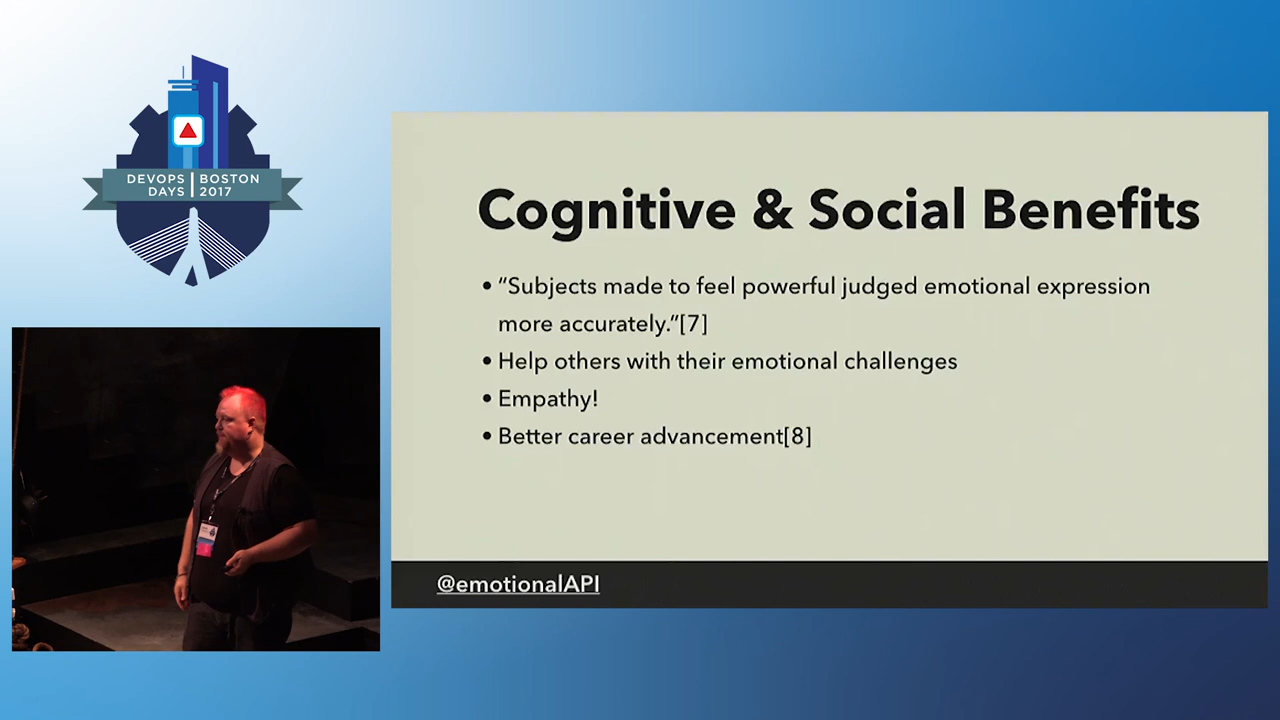 DEVOPS DAYS | BOSTON 2017
Cognitive & Social Benefits
• “Subjects made to feel powerful judged emotional expression
more accurately.”[7]
• Help others with their emotional challenges
• Empathy!
• Better career advancement[8]
@emotionalAPI